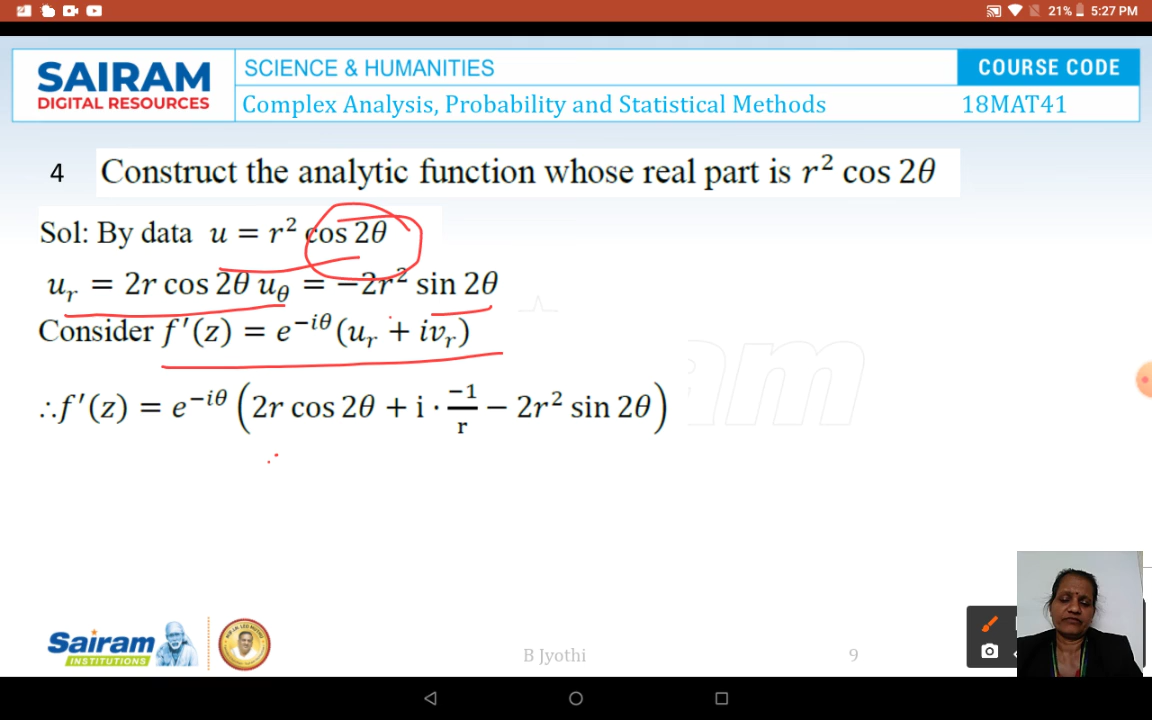 21% 5:27 PM
SAIRAM
DIGITAL RESOURCES
SCIENCE & HUMANITIES
Complex Analysis, Probability and Statistical Methods
COURSE CODE
18MAT41
4 Construct the analytic function whose real part is r² cos 2θ
Sol: By data u = r² cos 2θ
uᵣ = 2r cos 2θ u_θ = −2r² sin 2θ
Consider f′(z) = e^{−iθ}(uᵣ + ivᵣ)
∴f′(z) = e^{−iθ}(2r cos 2θ + i · −1/r − 2r² sin 2θ)
Sairam
INSTITUTIONS
B Jyothi
9